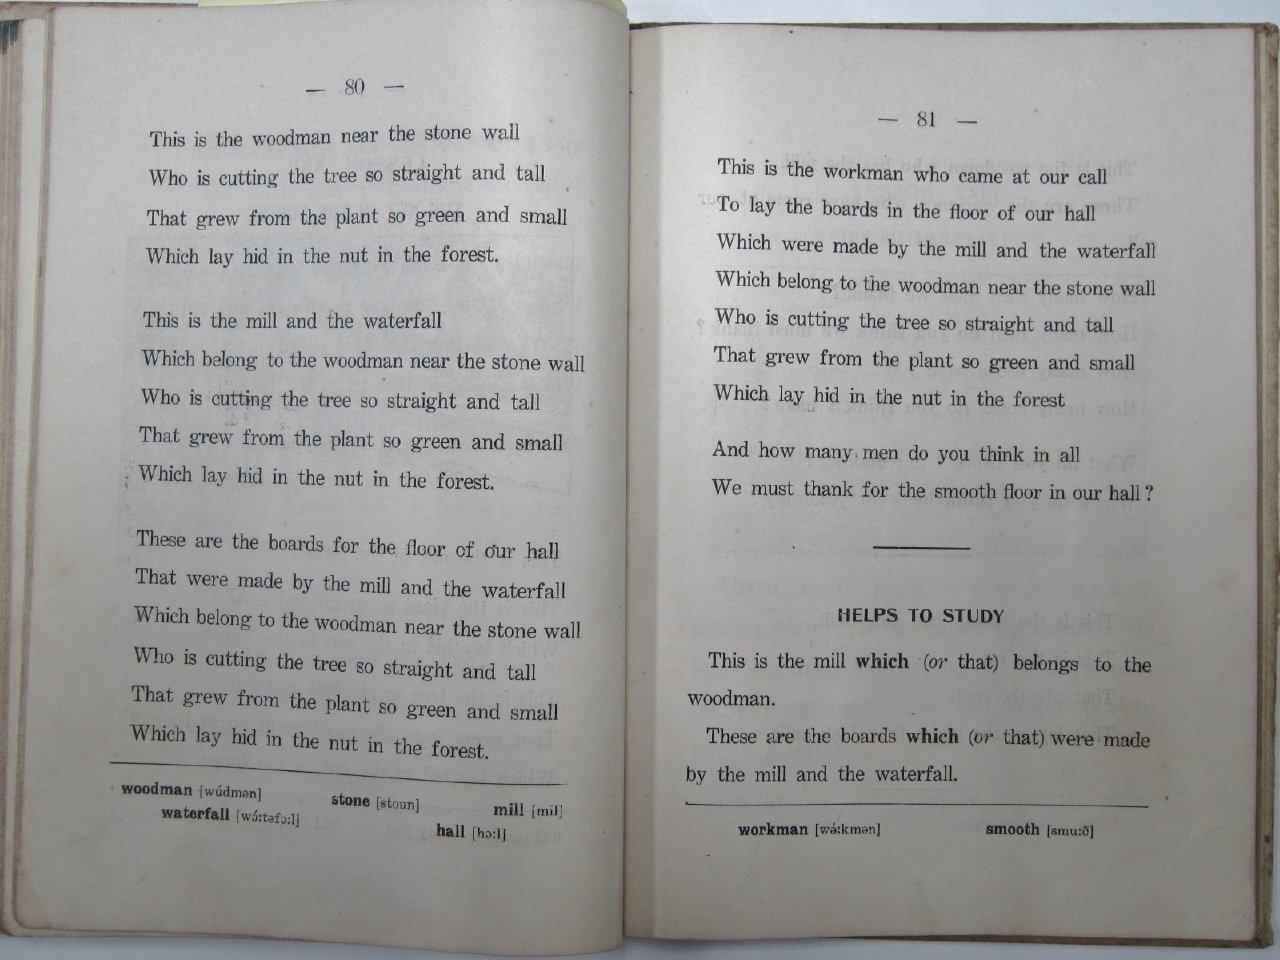 — 80 —
This is the woodman near the stone wall
Who is cutting the tree so straight and tall
That grew from the plant so green and small
Which lay hid in the nut in the forest.
This is the mill and the waterfall
Which belong to the woodman near the stone wall
Who is cutting the tree so straight and tall
That grew from the plant so green and small
Which lay hid in the nut in the forest.
These are the boards for the floor of our hall
That were made by the mill and the waterfall
Which belong to the woodman near the stone wall
Who is cutting the tree so straight and tall
That grew from the plant so green and small
Which lay hid in the nut in the forest.
woodman [wúdmən] stone [stoun] mill [mil]
waterfall [wɔ́:təfɔ:l] hall [hɔ:l]
— 81 —
This is the workman who came at our call
To lay the boards in the floor of our hall
Which were made by the mill and the waterfall
Which belong to the woodman near the stone wall
Who is cutting the tree so straight and tall
That grew from the plant so green and small
Which lay hid in the nut in the forest
And how many men do you think in all
We must thank for the smooth floor in our hall?
HELPS TO STUDY
This is the mill which (or that) belongs to the
woodman.
These are the boards which (or that) were made
by the mill and the waterfall.
workman [wə́:kmən] smooth [smu:ð]